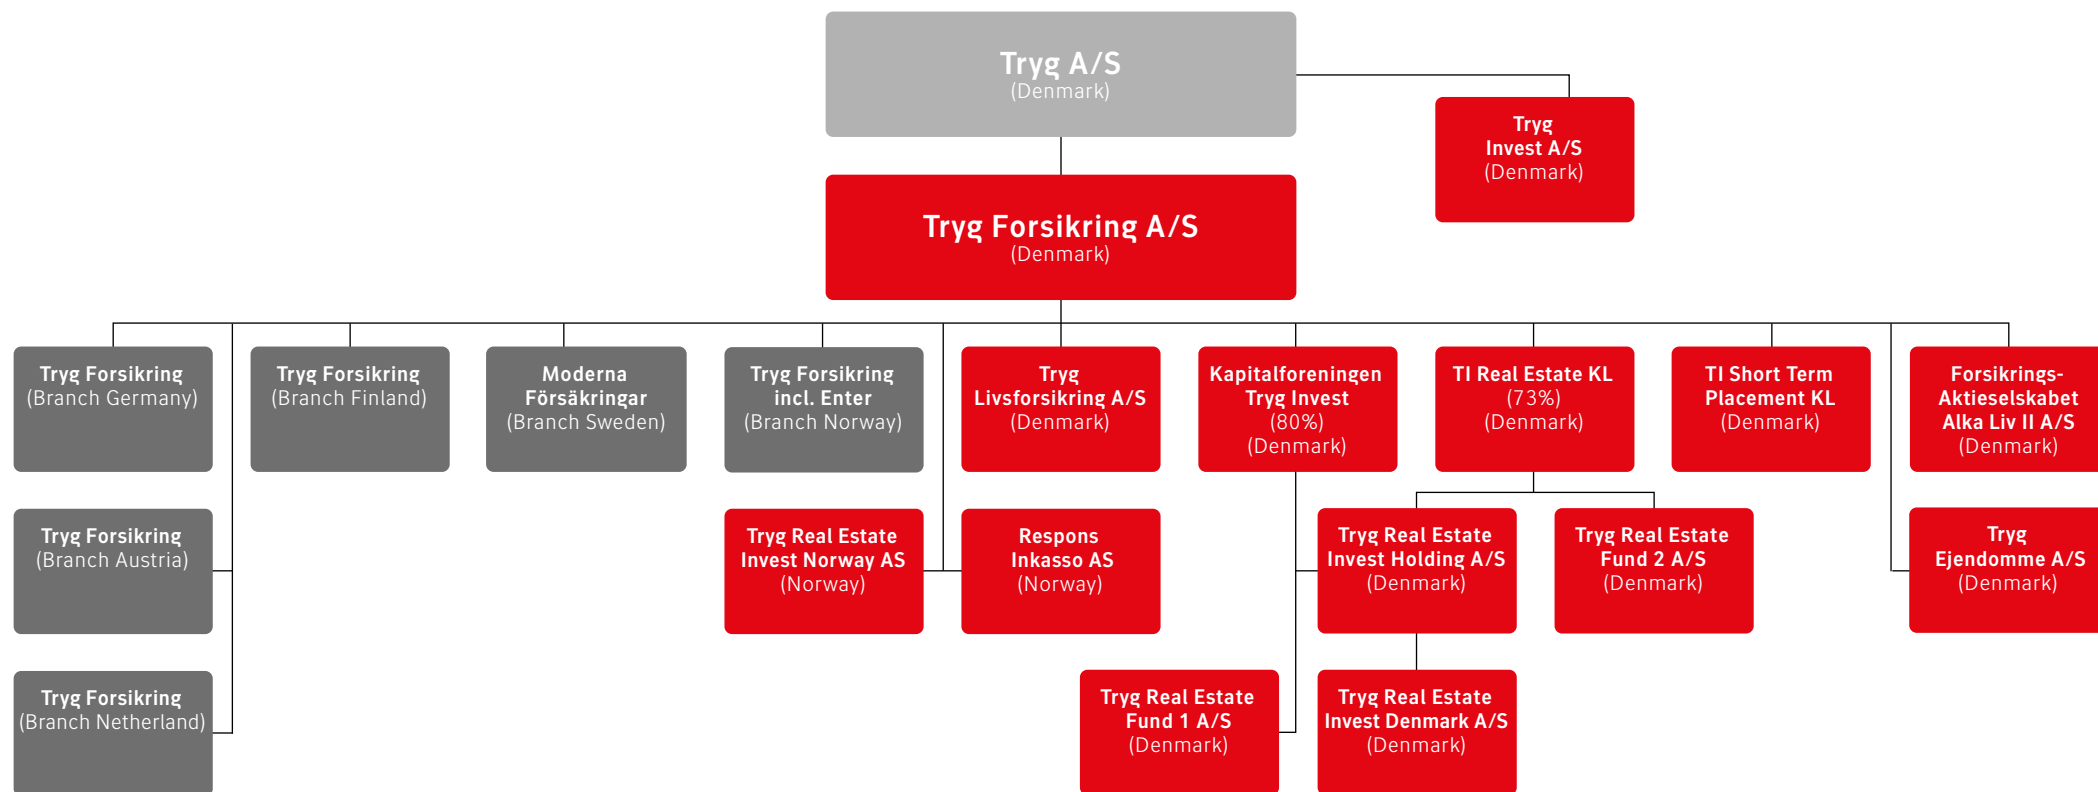 Tryg A/S
(Denmark)
Tryg
Invest A/S
(Denmark)
Tryg Forsikring A/S
(Denmark)
Tryg Forsikring
(Branch Germany)
Tryg Forsikring
(Branch Finland)
Moderna
Försäkringar
(Branch Sweden)
Tryg Forsikring
incl. Enter
(Branch Norway)
Tryg
Livsforsikring A/S
(Denmark)
Kapitalforeningen
Tryg Invest
(80%)
(Denmark)
TI Real Estate KL
(73%)
(Denmark)
TI Short Term
Placement KL
(Denmark)
Forsikrings-
Aktieselskabet
Alka Liv II A/S
(Denmark)
Tryg Forsikring
(Branch Austria)
Tryg Real Estate
Invest Norway AS
(Norway)
Respons
Inkasso AS
(Norway)
Tryg Real Estate
Invest Holding A/S
(Denmark)
Tryg Real Estate
Fund 2 A/S
(Denmark)
Tryg
Ejendomme A/S
(Denmark)
Tryg Forsikring
(Branch Netherland)
Tryg Real Estate
Fund 1 A/S
(Denmark)
Tryg Real Estate
Invest Denmark A/S
(Denmark)